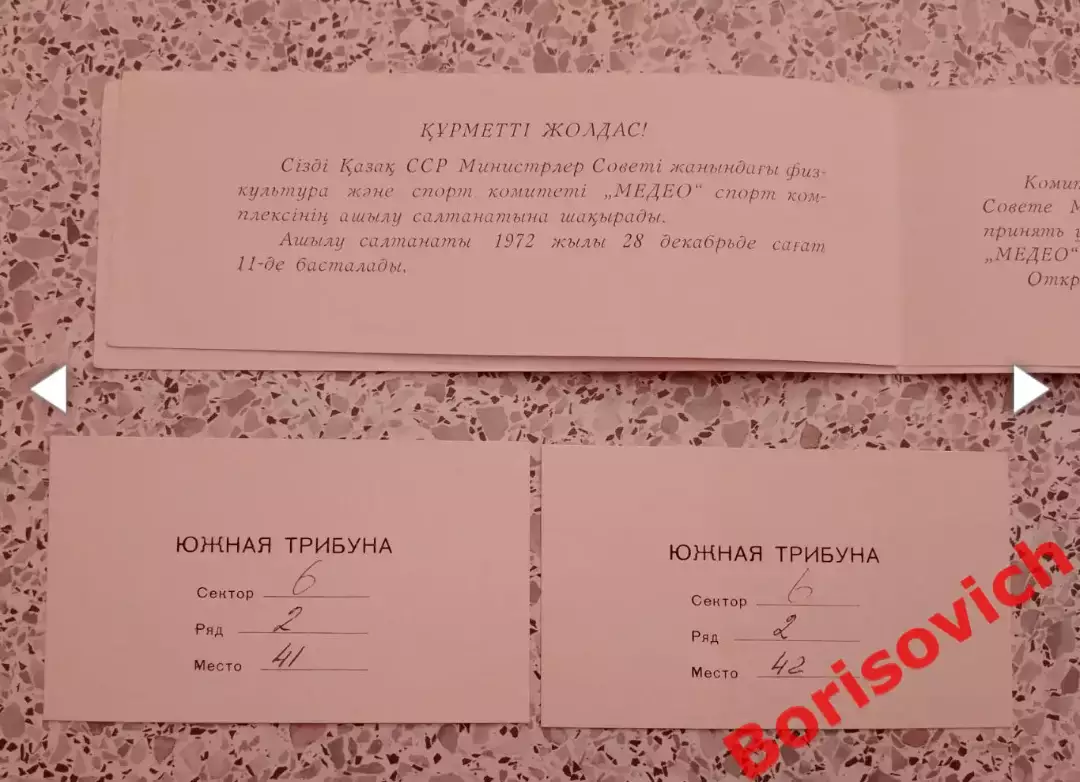 ҚҰРМЕТТІ ЖОЛДАС!
Сізді Қазақ ССР Министрлер Советі жанындағы физ-
культура және спорт комитеті „МЕДЕО“ спорт ком-
плексінің ашылу салтанатына шақырады.
Ашылу салтанаты 1972 жылы 28 декабрьде сағат
11-де басталады.
Комит
Совете М
принять у
„МЕДЕО“
Откр
ЮЖНАЯ ТРИБУНА
Сектор 6
Ряд 2
Место 41
ЮЖНАЯ ТРИБУНА
Сектор 6
Ряд 2
Место 42
Borisovich